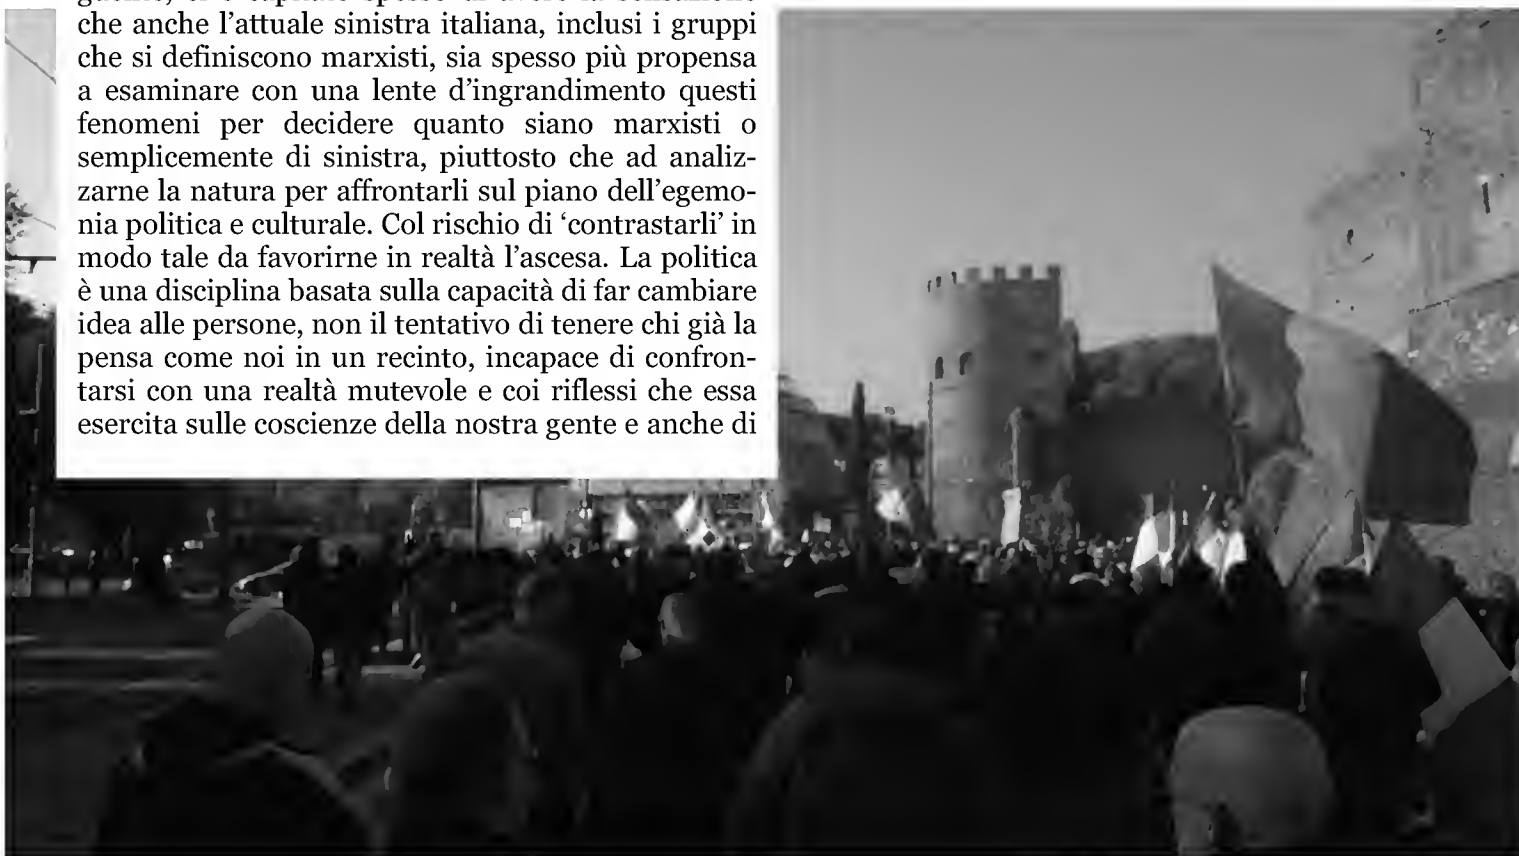 che anche l’attuale sinistra italiana, inclusi i gruppi
che si definiscono marxisti, sia spesso più propensa
a esaminare con una lente d’ingrandimento questi
fenomeni per decidere quanto siano marxisti o
semplicemente di sinistra, piuttosto che ad analiz-
zarne la natura per affrontarli sul piano dell’egemo-
nia politica e culturale. Col rischio di ‘contrastarli’ in
modo tale da favorirne in realtà l’ascesa. La politica
è una disciplina basata sulla capacità di far cambiare
idea alle persone, non il tentativo di tenere chi già la
pensa come noi in un recinto, incapace di confron-
tarsi con una realtà mutevole e coi riflessi che essa
esercita sulle coscienze della nostra gente e anche di